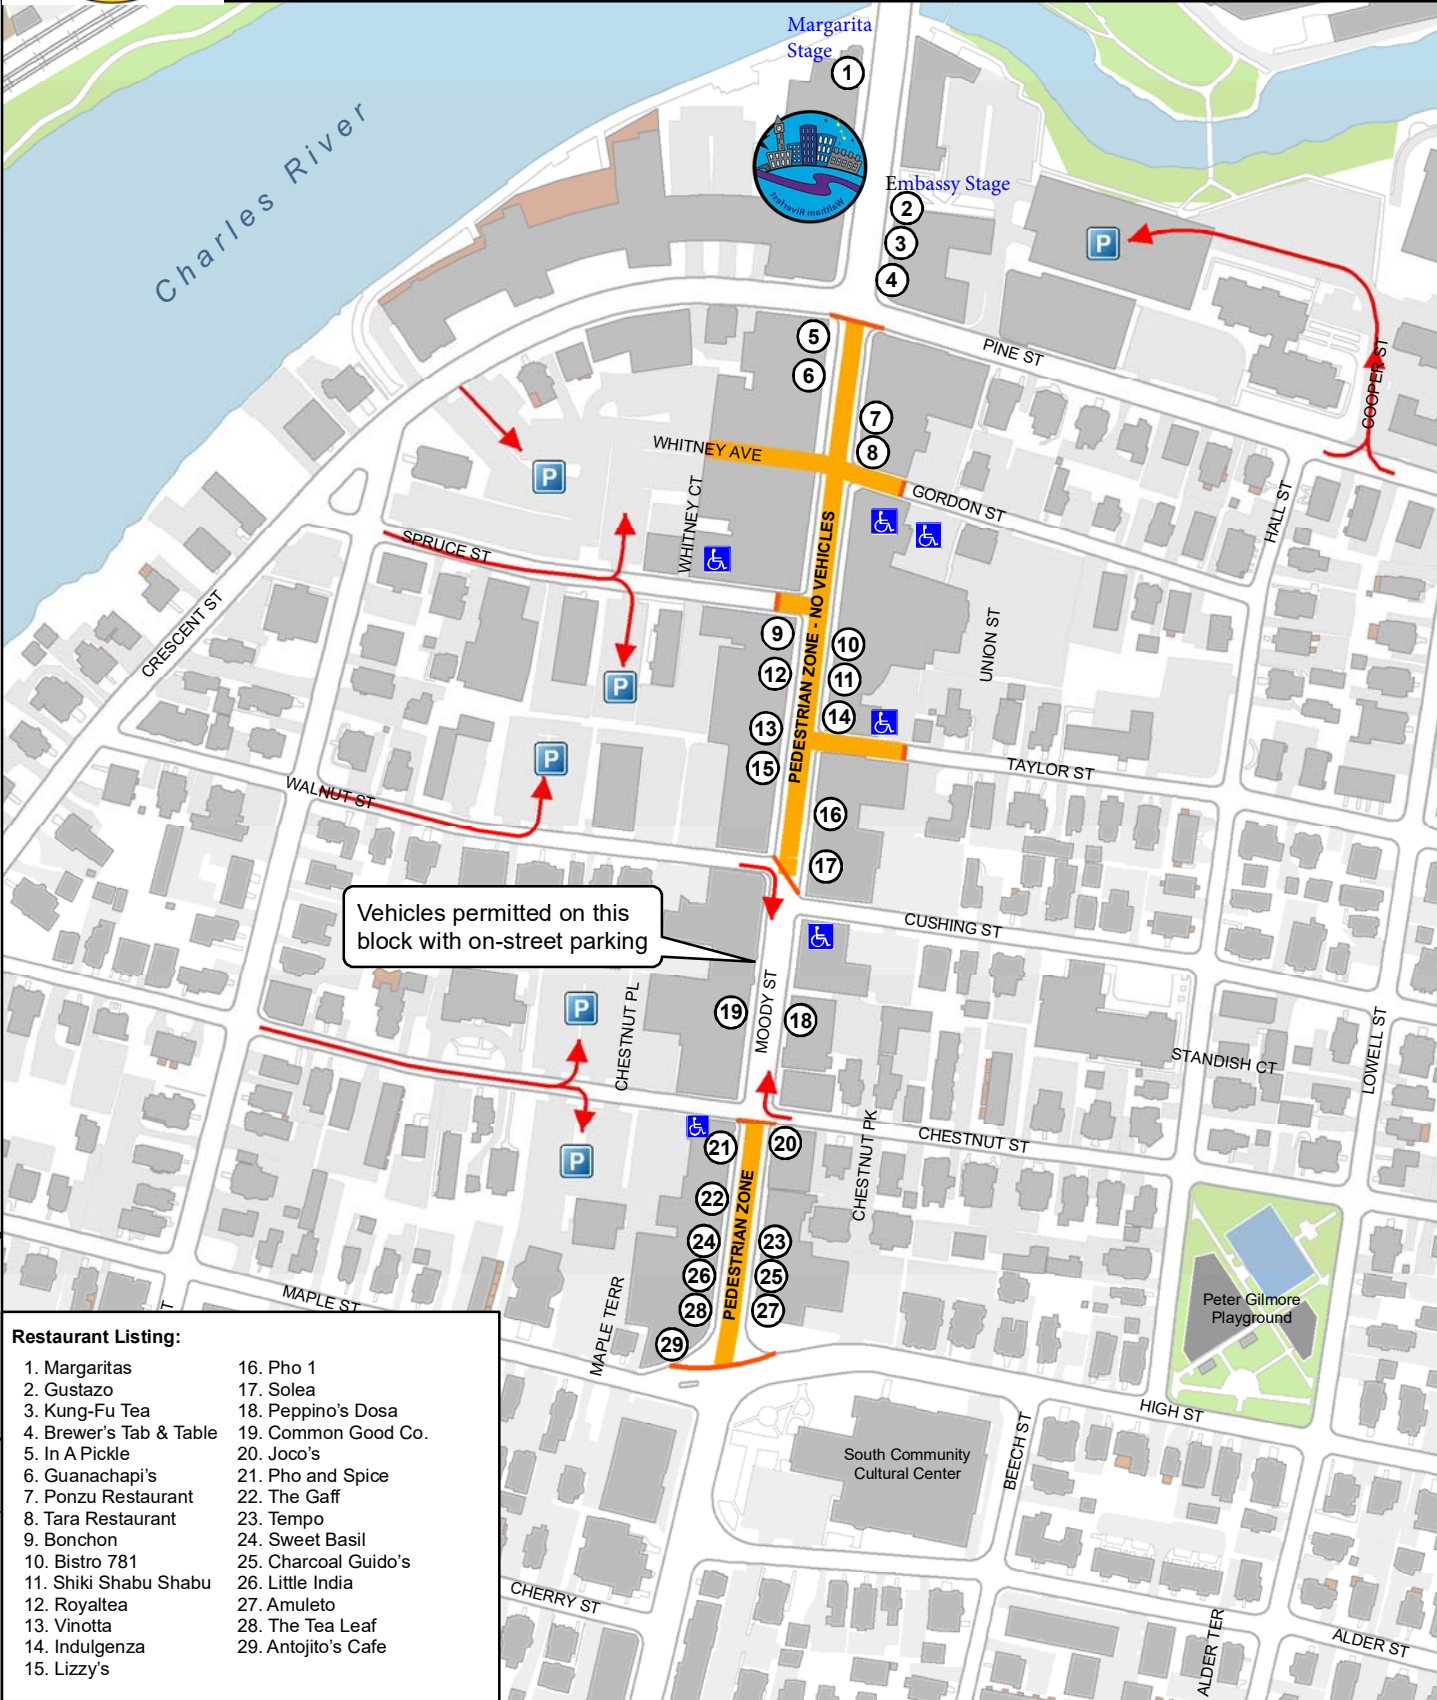 Margarita
Stage
1
Charles River
Waltham Riverfest
Embassy Stage
2
3
P
4
5
PINE ST
6
COOPER ST
7
WHITNEY AVE
8
P
GORDON ST
HALL ST
WHITNEY CT
SPRUCE ST
PEDESTRIAN ZONE - NO VEHICLES
CRESCENT ST
9
10
UNION ST
12
11
P
14
13
P
15
TAYLOR ST
WALNUT ST
16
17
Vehicles permitted on this
block with on-street parking
CUSHING ST
P
CHESTNUT PL
19
MOODY ST
18
LOWELL ST
STANDISH CT
21
20
CHESTNUT ST
P
CHESTNUT PK
22
PEDESTRIAN ZONE
24
23
26
25
28
27
MAPLE ST
MAPLE TERR
Peter Gilmore
Playground
29
HIGH ST
South Community
Cultural Center
BEECH ST
CHERRY ST
ALDER TER
ALDER ST
T
Restaurant Listing:
1. Margaritas
2. Gustazo
3. Kung-Fu Tea
4. Brewer's Tab & Table
5. In A Pickle
6. Guanachapi's
7. Ponzu Restaurant
8. Tara Restaurant
9. Bonchon
10. Bistro 781
11. Shiki Shabu Shabu
12. Royaltea
13. Vinotta
14. Indulgenza
15. Lizzy's
16. Pho 1
17. Solea
18. Peppino's Dosa
19. Common Good Co.
20. Joco's
21. Pho and Spice
22. The Gaff
23. Tempo
24. Sweet Basil
25. Charcoal Guido's
26. Little India
27. Amuleto
28. The Tea Leaf
29. Antojito's Cafe